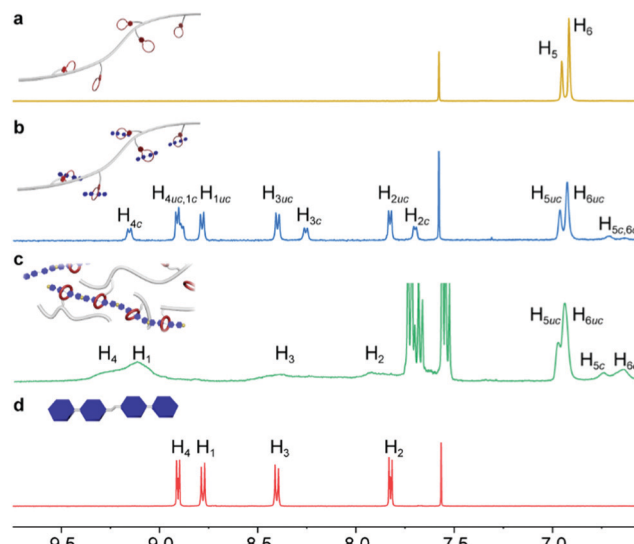 a
H6
H5
b
H4uc,1c H1uc H3uc H2uc H5uc H6uc
H4c H3c H2c H5c,6c
c
H5uc H6uc
H4 H1 H3 H2 H5c
d
H4 H1 H3 H2
9.5 9.0 8.5 8.0 7.5 7.0